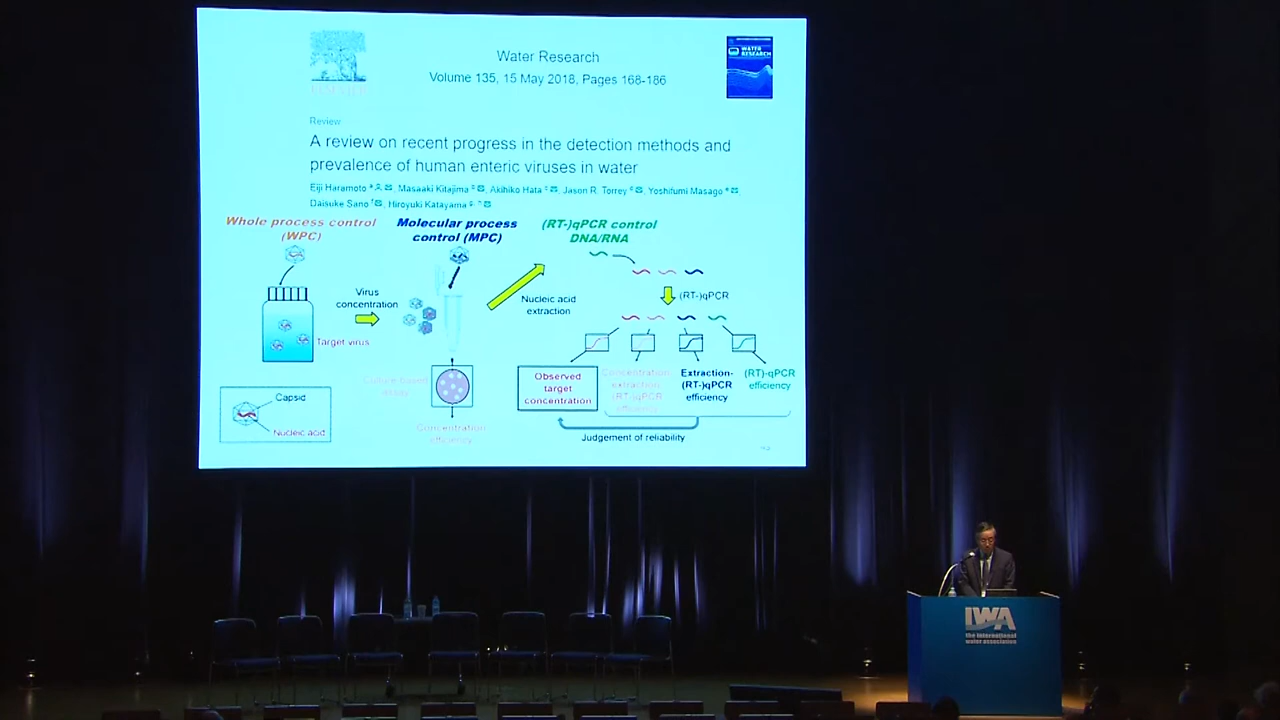 ELSEVIER
Water Research
Volume 135, 15 May 2018, Pages 168-186
WATER
RESEARCH
Review
A review on recent progress in the detection methods and
prevalence of human enteric viruses in water
Eiji Haramoto, Masaaki Kitajima, Akihiko Hata, Jason R. Torrey, Yoshifumi Masago
Daisuke Sano, Hiroyuki Katayama
Whole process control
(WPC)
Molecular process
control (MPC)
(RT-)qPCR control
DNA/RNA
Virus
concentration
Nucleic acid
extraction
(RT-)qPCR
Target virus
Culture-based
assay
Concentration
efficiency
Capsid
Nucleic acid
Observed
target
concentration
Concentration-
extraction-
(RT-)qPCR
efficiency
Extraction-
(RT-)qPCR
efficiency
(RT)-qPCR
efficiency
Judgement of reliability
IWA
the international
water association